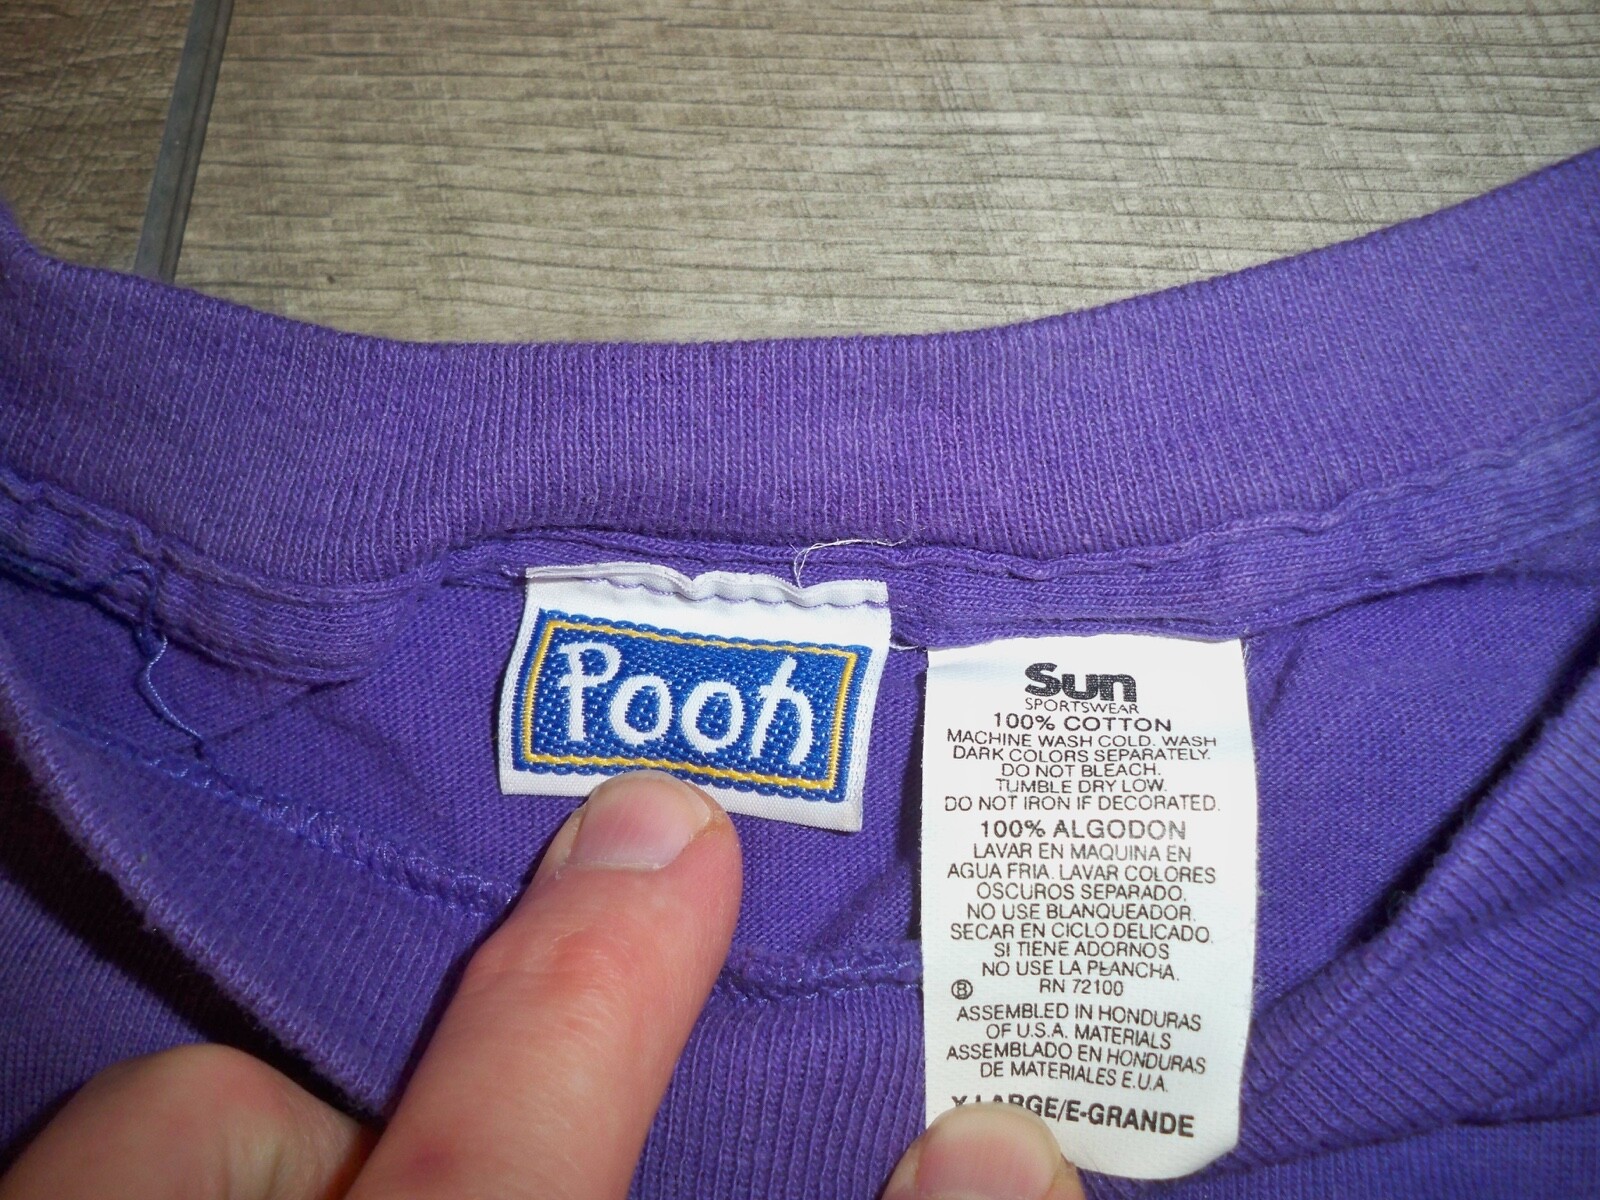 Pooh
Sun
SPORTSWEAR
100% COTTON
MACHINE WASH COLD. WASH
DARK COLORS SEPARATELY.
DO NOT BLEACH.
TUMBLE DRY LOW.
DO NOT IRON IF DECORATED.
100% ALGODON
LAVAR EN MAQUINA EN
AGUA FRIA. LAVAR COLORES
OSCUROS SEPARADO.
NO USE BLANQUEADOR.
SECAR EN CICLO DELICADO.
SI TIENE ADORNOS
NO USE LA PLANCHA.
RN 72100
ASSEMBLED IN HONDURAS
OF U.S.A. MATERIALS
ASSEMBLADO EN HONDURAS
DE MATERIALES E.U.A.
X-LARGE/E-GRANDE